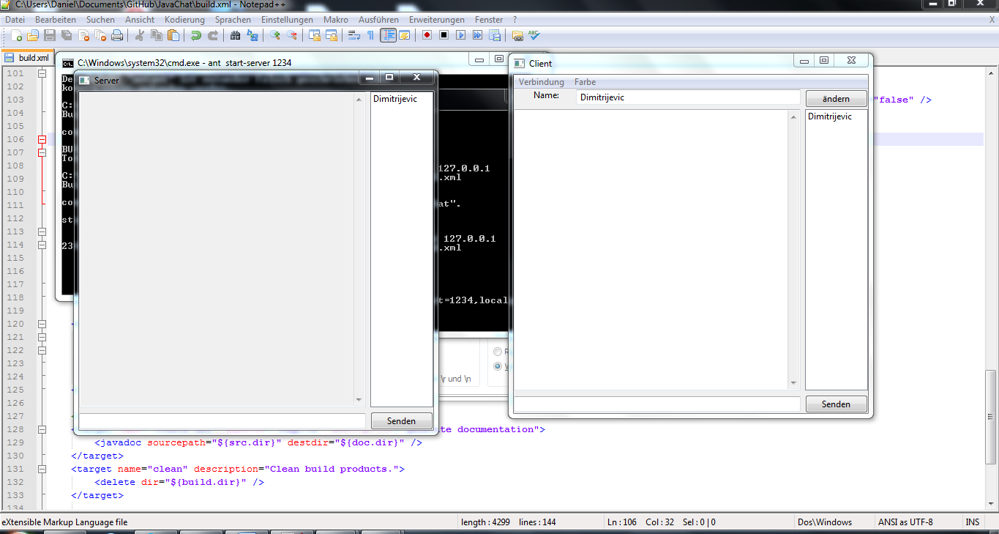 C:\Users\Daniel\Documents\GitHub\JavaChat\build.xml - Notepad++
Datei Bearbeiten Suchen Ansicht Kodierung Sprachen Einstellungen Makro Ausführen Erweiterungen Fenster ? X
build.xml
C:\Windows\system32\cmd.exe - ant start-server 1234
Server
Dimitrijevic
Senden
Client
Verbindung Farbe
Name: Dimitrijevic ändern
Dimitrijevic
Senden
De
ko
C:
Bu
co
BU
To
C:
Bu
co
st
23
127.0.0.1
.xml
at".
127.0.0.1
.xml
t=1234,local
\r und \n
101
102
103 "false" />
104
105
106
107
108
109
110
111
112
113
114
115
116
117
118
119
120 <
121
122
123
124
125 <
126
127
128 te documentation">
129 <javadoc sourcepath="${src.dir}" destdir="${doc.dir}" />
130 </target>
131 <target name="clean" description="Clean build products.">
132 <delete dir="${build.dir}" />
133 </target>
134
eXtensible Markup Language file length : 4299 lines : 144 Ln : 106 Col : 32 Sel : 0 | 0 Dos\Windows ANSI as UTF-8 INS